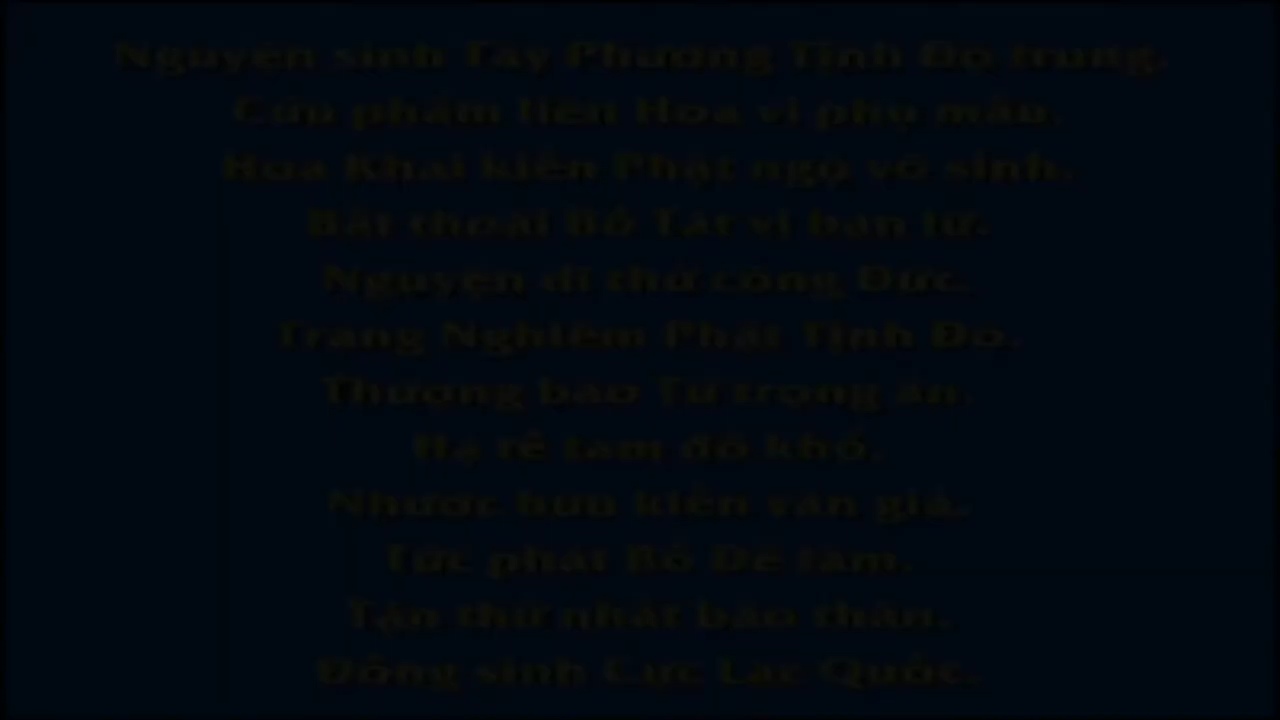 Nguyện sinh Tây Phương Tịnh Độ trung.
Cửu phẩm liên Hoa vi phụ mẫu.
Hoa Khai kiến Phật ngộ vô sinh.
Bất thoái Bồ Tát vi bạn lữ.
Nguyện dĩ thử công Đức.
Trang Nghiêm Phật Tịnh Độ.
Thượng báo Tứ trọng ân.
Hạ tế tam đồ khổ.
Nhược hữu kiến văn giả.
Tức phát Bồ Đề tâm.
Tận thử nhất báo thân.
Đồng sinh Cực Lạc Quốc.